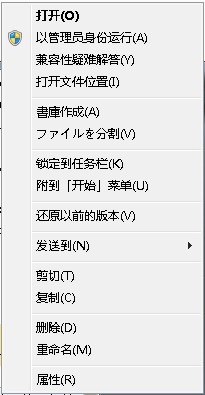 打开(O)
以管理员身份运行(A)
兼容性疑难解答(Y)
打开文件位置(I)
書庫作成(A)
ファイルを分割(V)
锁定到任务栏(K)
附到「开始」菜单(U)
还原以前的版本(V)
发送到(N)
剪切(T)
复制(C)
删除(D)
重命名(M)
属性(R)